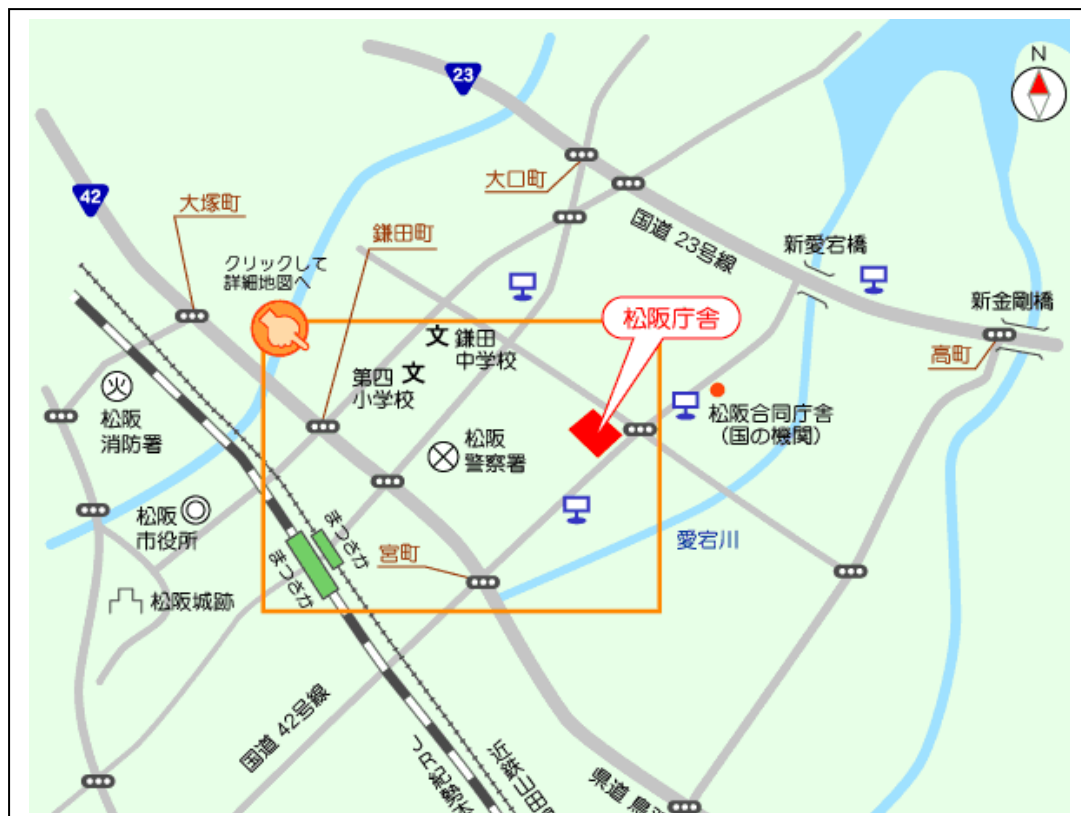 N
23
大口町
42
大塚町
鎌田町
国道 23号線
新愛宕橋
クリックして
詳細地図へ
新金剛橋
松阪庁舎
文 鎌田
中学校
高町
第四 文
小学校
火
松阪
消防署
松阪合同庁舎
(国の機関)
松阪
警察署
松阪
市役所
まつさか
まつさか
愛宕川
宮町
松阪城跡
国道 42号線
県道 鳥
近鉄山田
JR紀勢